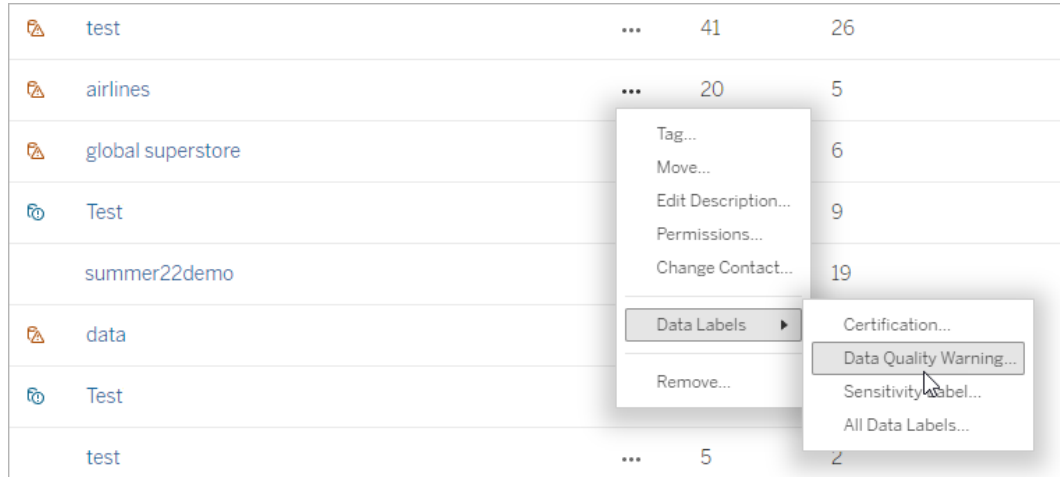 test ... 41 26
airlines ... 20 5
Tag...
global superstore 6
Move...
Edit Description...
Test 9
Permissions...
Change Contact...
summer22demo 19
Data Labels Certification...
data
Data Quality Warning...
Remove...
Test
Sensitivity Label...
All Data Labels...
test ... 5 2